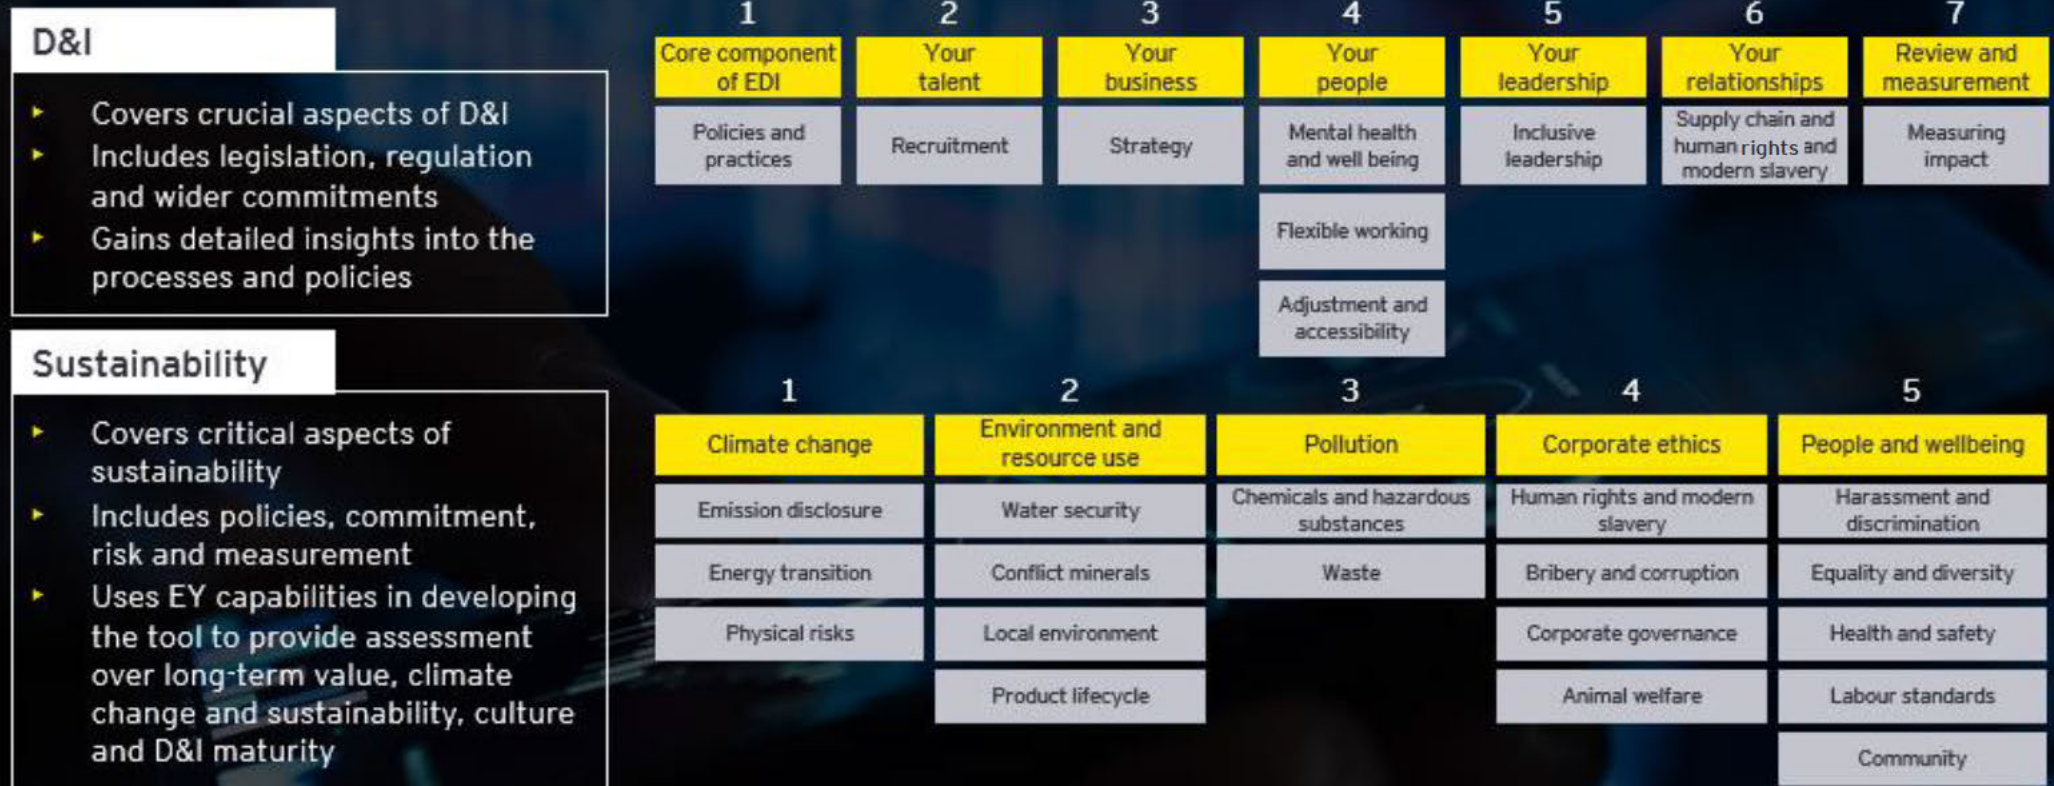 D&I
▸ Covers crucial aspects of D&I
▸ Includes legislation, regulation
and wider commitments
▸ Gains detailed insights into the
processes and policies
1
Core component
of EDI
Policies and
practices
2
Your
talent
Recruitment
3
Your
business
Strategy
4
Your
people
Mental health
and well being
Flexible working
Adjustment and
accessibility
5
Your
leadership
Inclusive
leadership
6
Your
relationships
Supply chain and
human rights and
modern slavery
7
Review and
measurement
Measuring
impact
Sustainability
▸ Covers critical aspects of
sustainability
▸ Includes policies, commitment,
risk and measurement
▸ Uses EY capabilities in developing
the tool to provide assessment
over long-term value, climate
change and sustainability, culture
and D&I maturity
1
Climate change
Emission disclosure
Energy transition
Physical risks
2
Environment and
resource use
Water security
Conflict minerals
Local environment
Product lifecycle
3
Pollution
Chemicals and hazardous
substances
Waste
4
Corporate ethics
Human rights and modern
slavery
Bribery and corruption
Corporate governance
Animal welfare
5
People and wellbeing
Harassment and
discrimination
Equality and diversity
Health and safety
Labour standards
Community